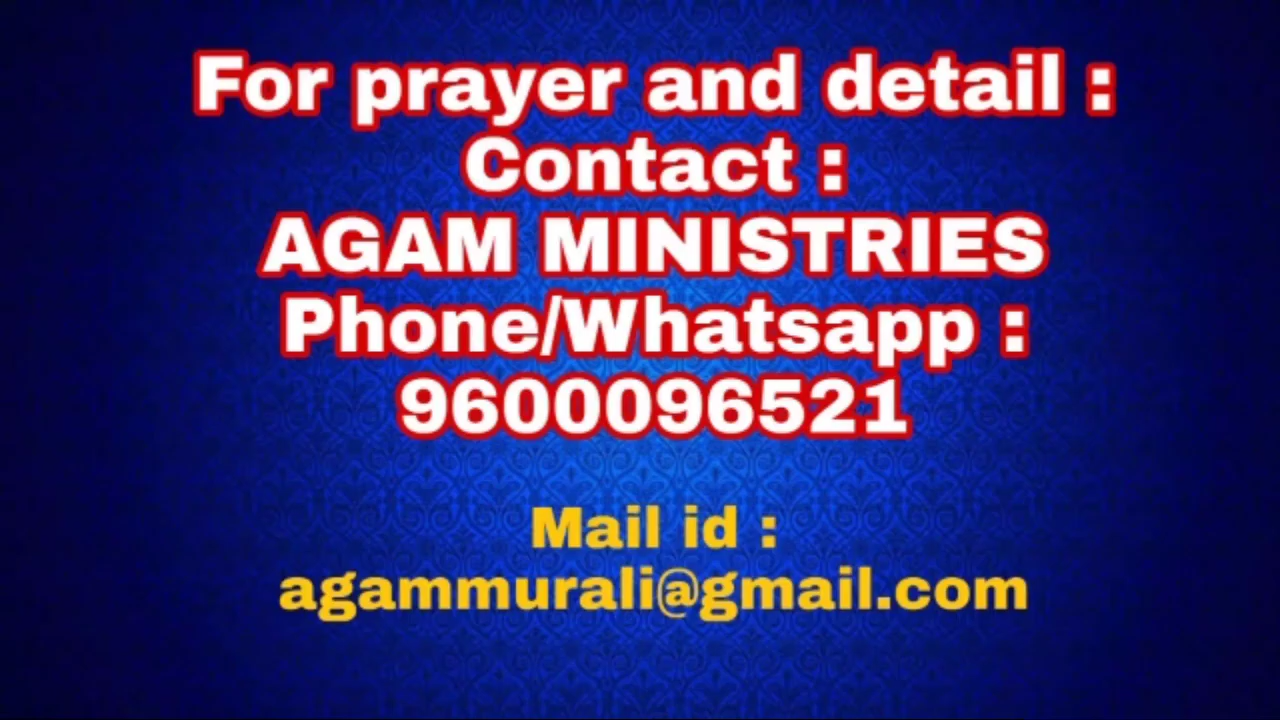 For prayer and detail :
Contact :
AGAM MINISTRIES
Phone/Whatsapp :
9600096521
Mail id :
agammurali@gmail.com